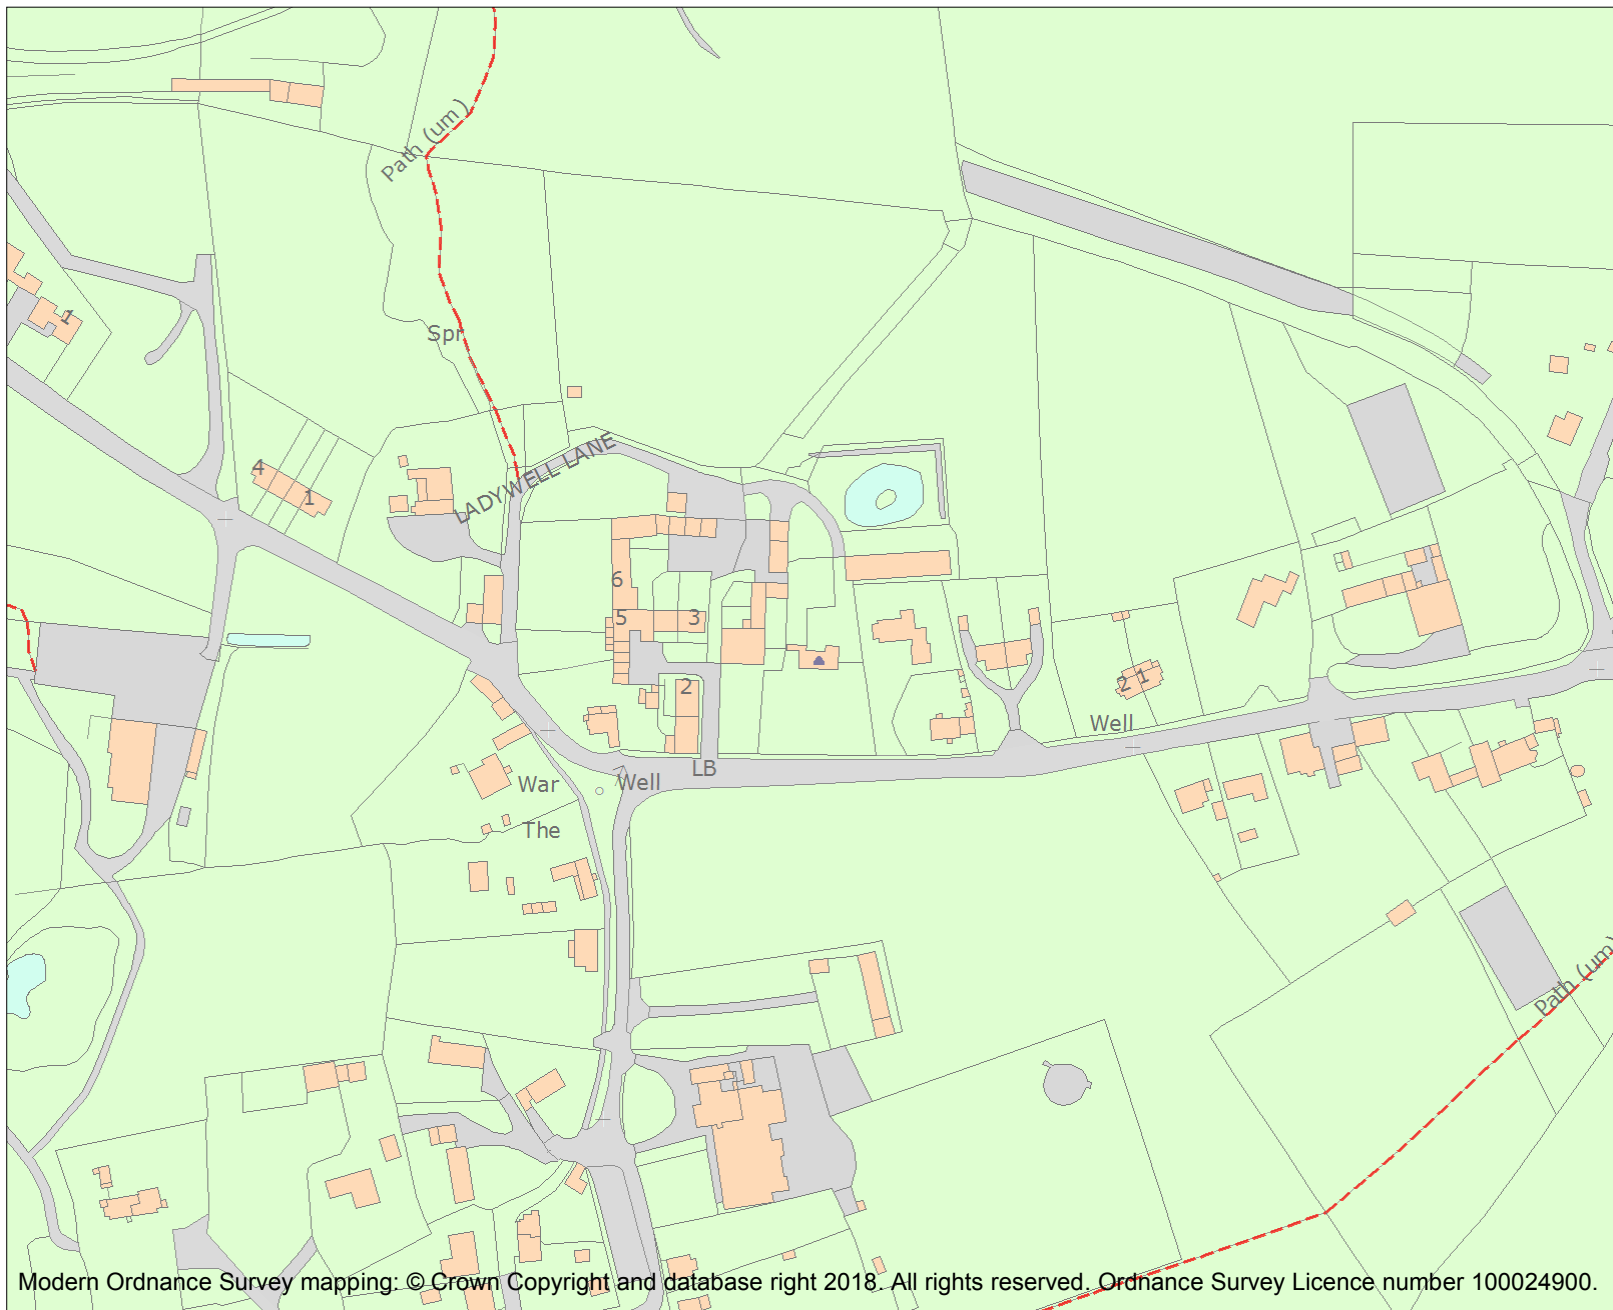 Path (um)
1
Spr
LADYWELL LANE
4
1
6
5
3
2
2 1
Well
LB
Well
War
The
Path (um)
Modern Ordnance Survey mapping: © Crown Copyright and database right 2018. All rights reserved. Ordnance Survey Licence number 100024900.